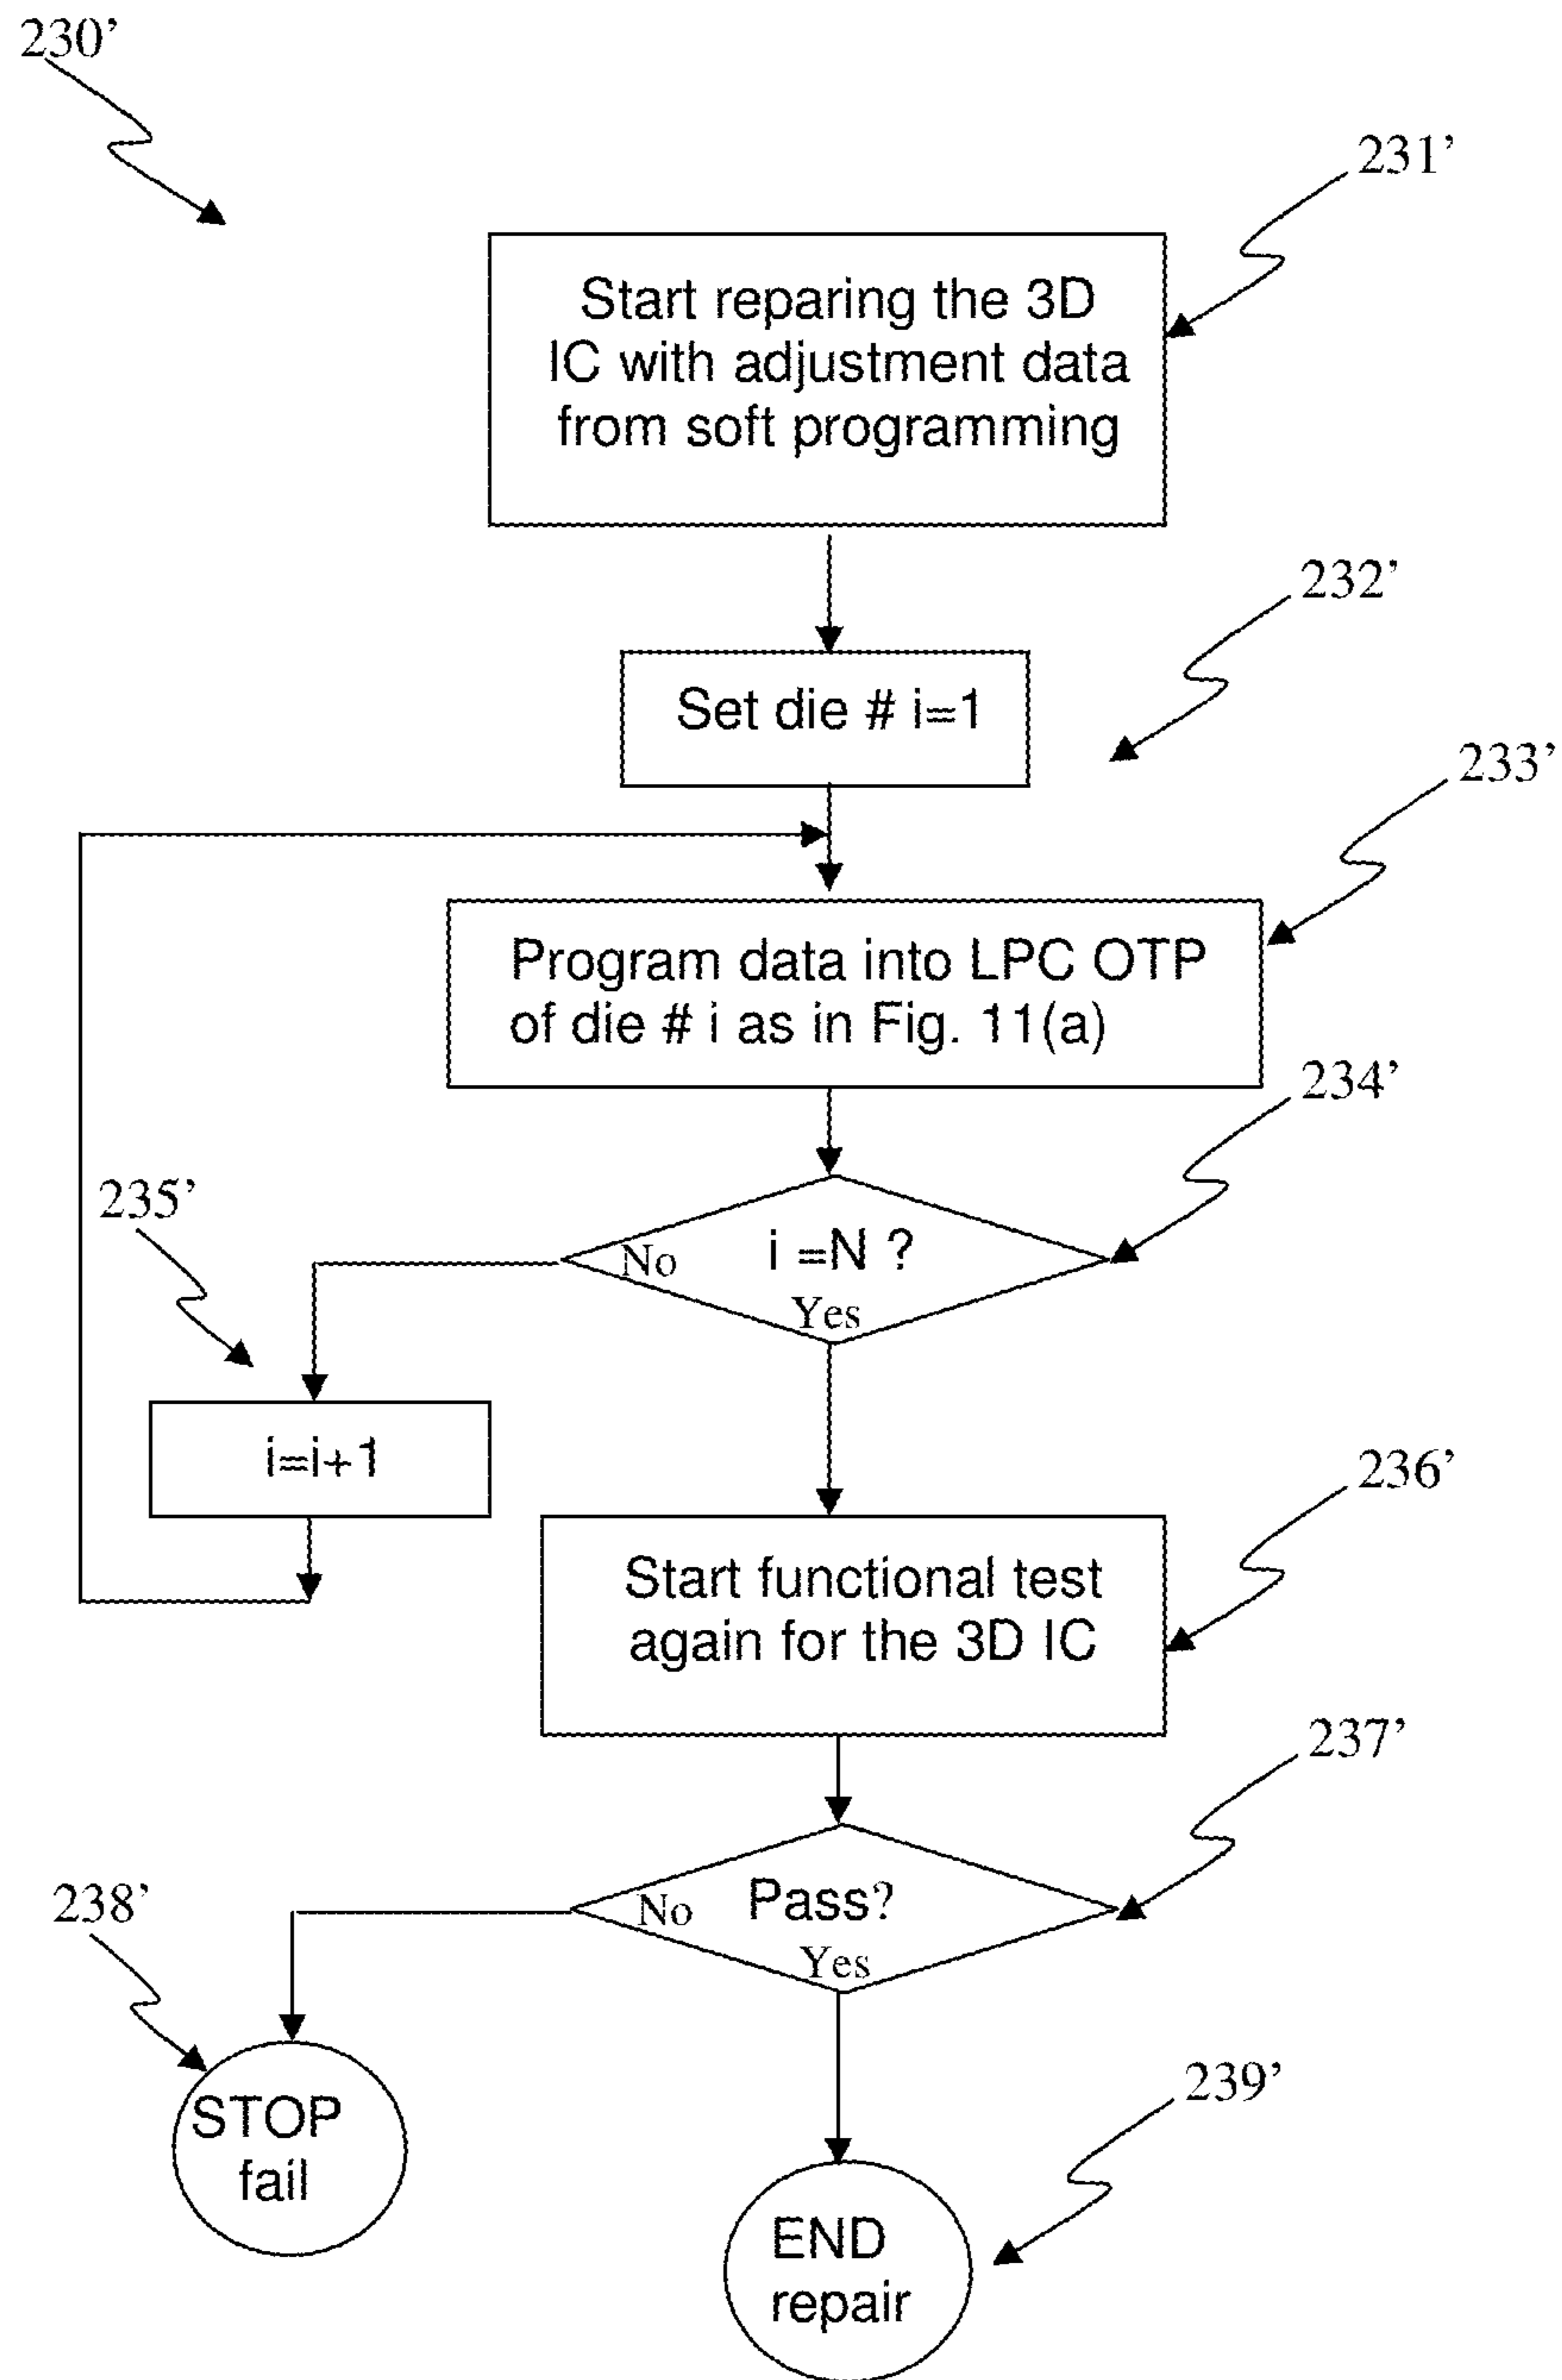 230’
231’
Start reparing the 3D
IC with adjustment data
from soft programming
232’
Set die # i=1
233’
Program data into LPC OTP
of die # i as in Fig. 11(a)
234’
235’
No
i =N ?
Yes
i=i+1
236’
Start functional test
again for the 3D IC
237’
238’
No
Pass?
Yes
STOP
fail
239’
END
repair